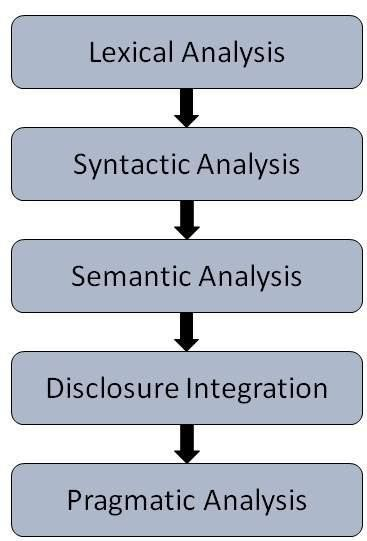 Lexical Analysis
Syntactic Analysis
Semantic Analysis
Disclosure Integration
Pragmatic Analysis